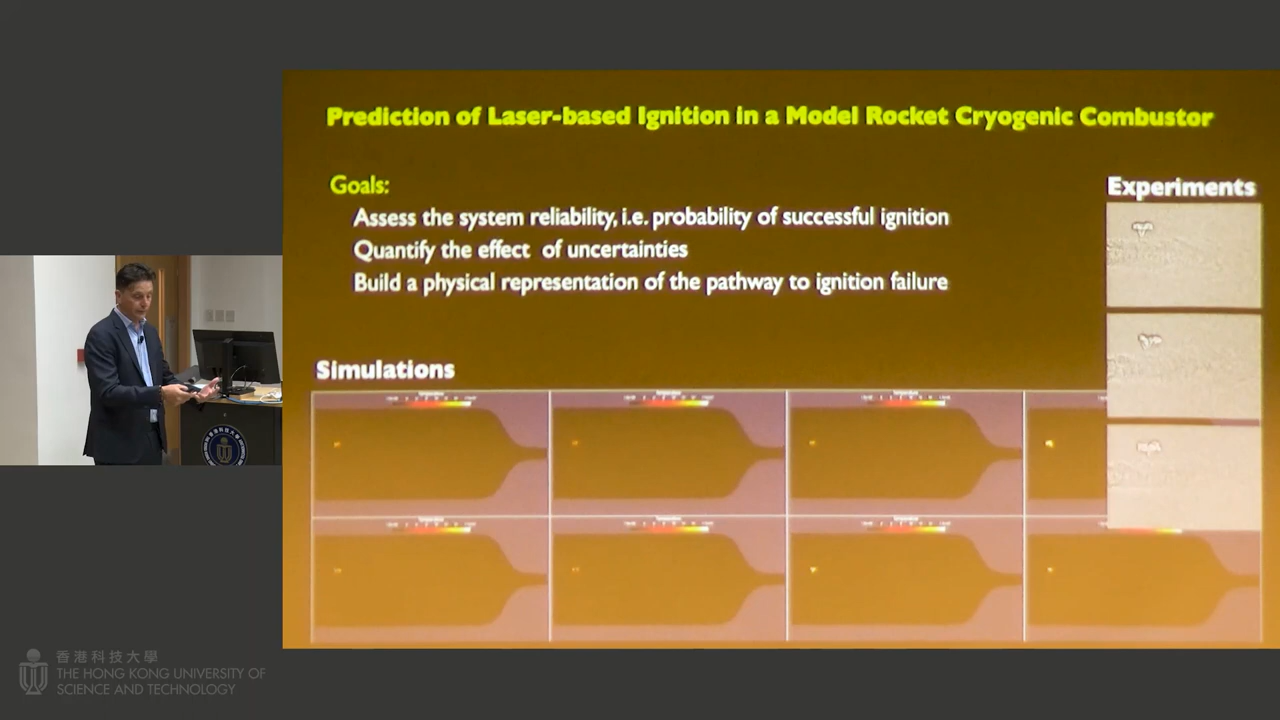 Prediction of Laser-based Ignition in a Model Rocket Cryogenic Combustor
Goals:
Assess the system reliability, i.e. probability of successful ignition
Quantify the effect of uncertainties
Build a physical representation of the pathway to ignition failure
Experiments
Simulations
香港科技大學
THE HONG KONG UNIVERSITY OF
SCIENCE AND TECHNOLOGY